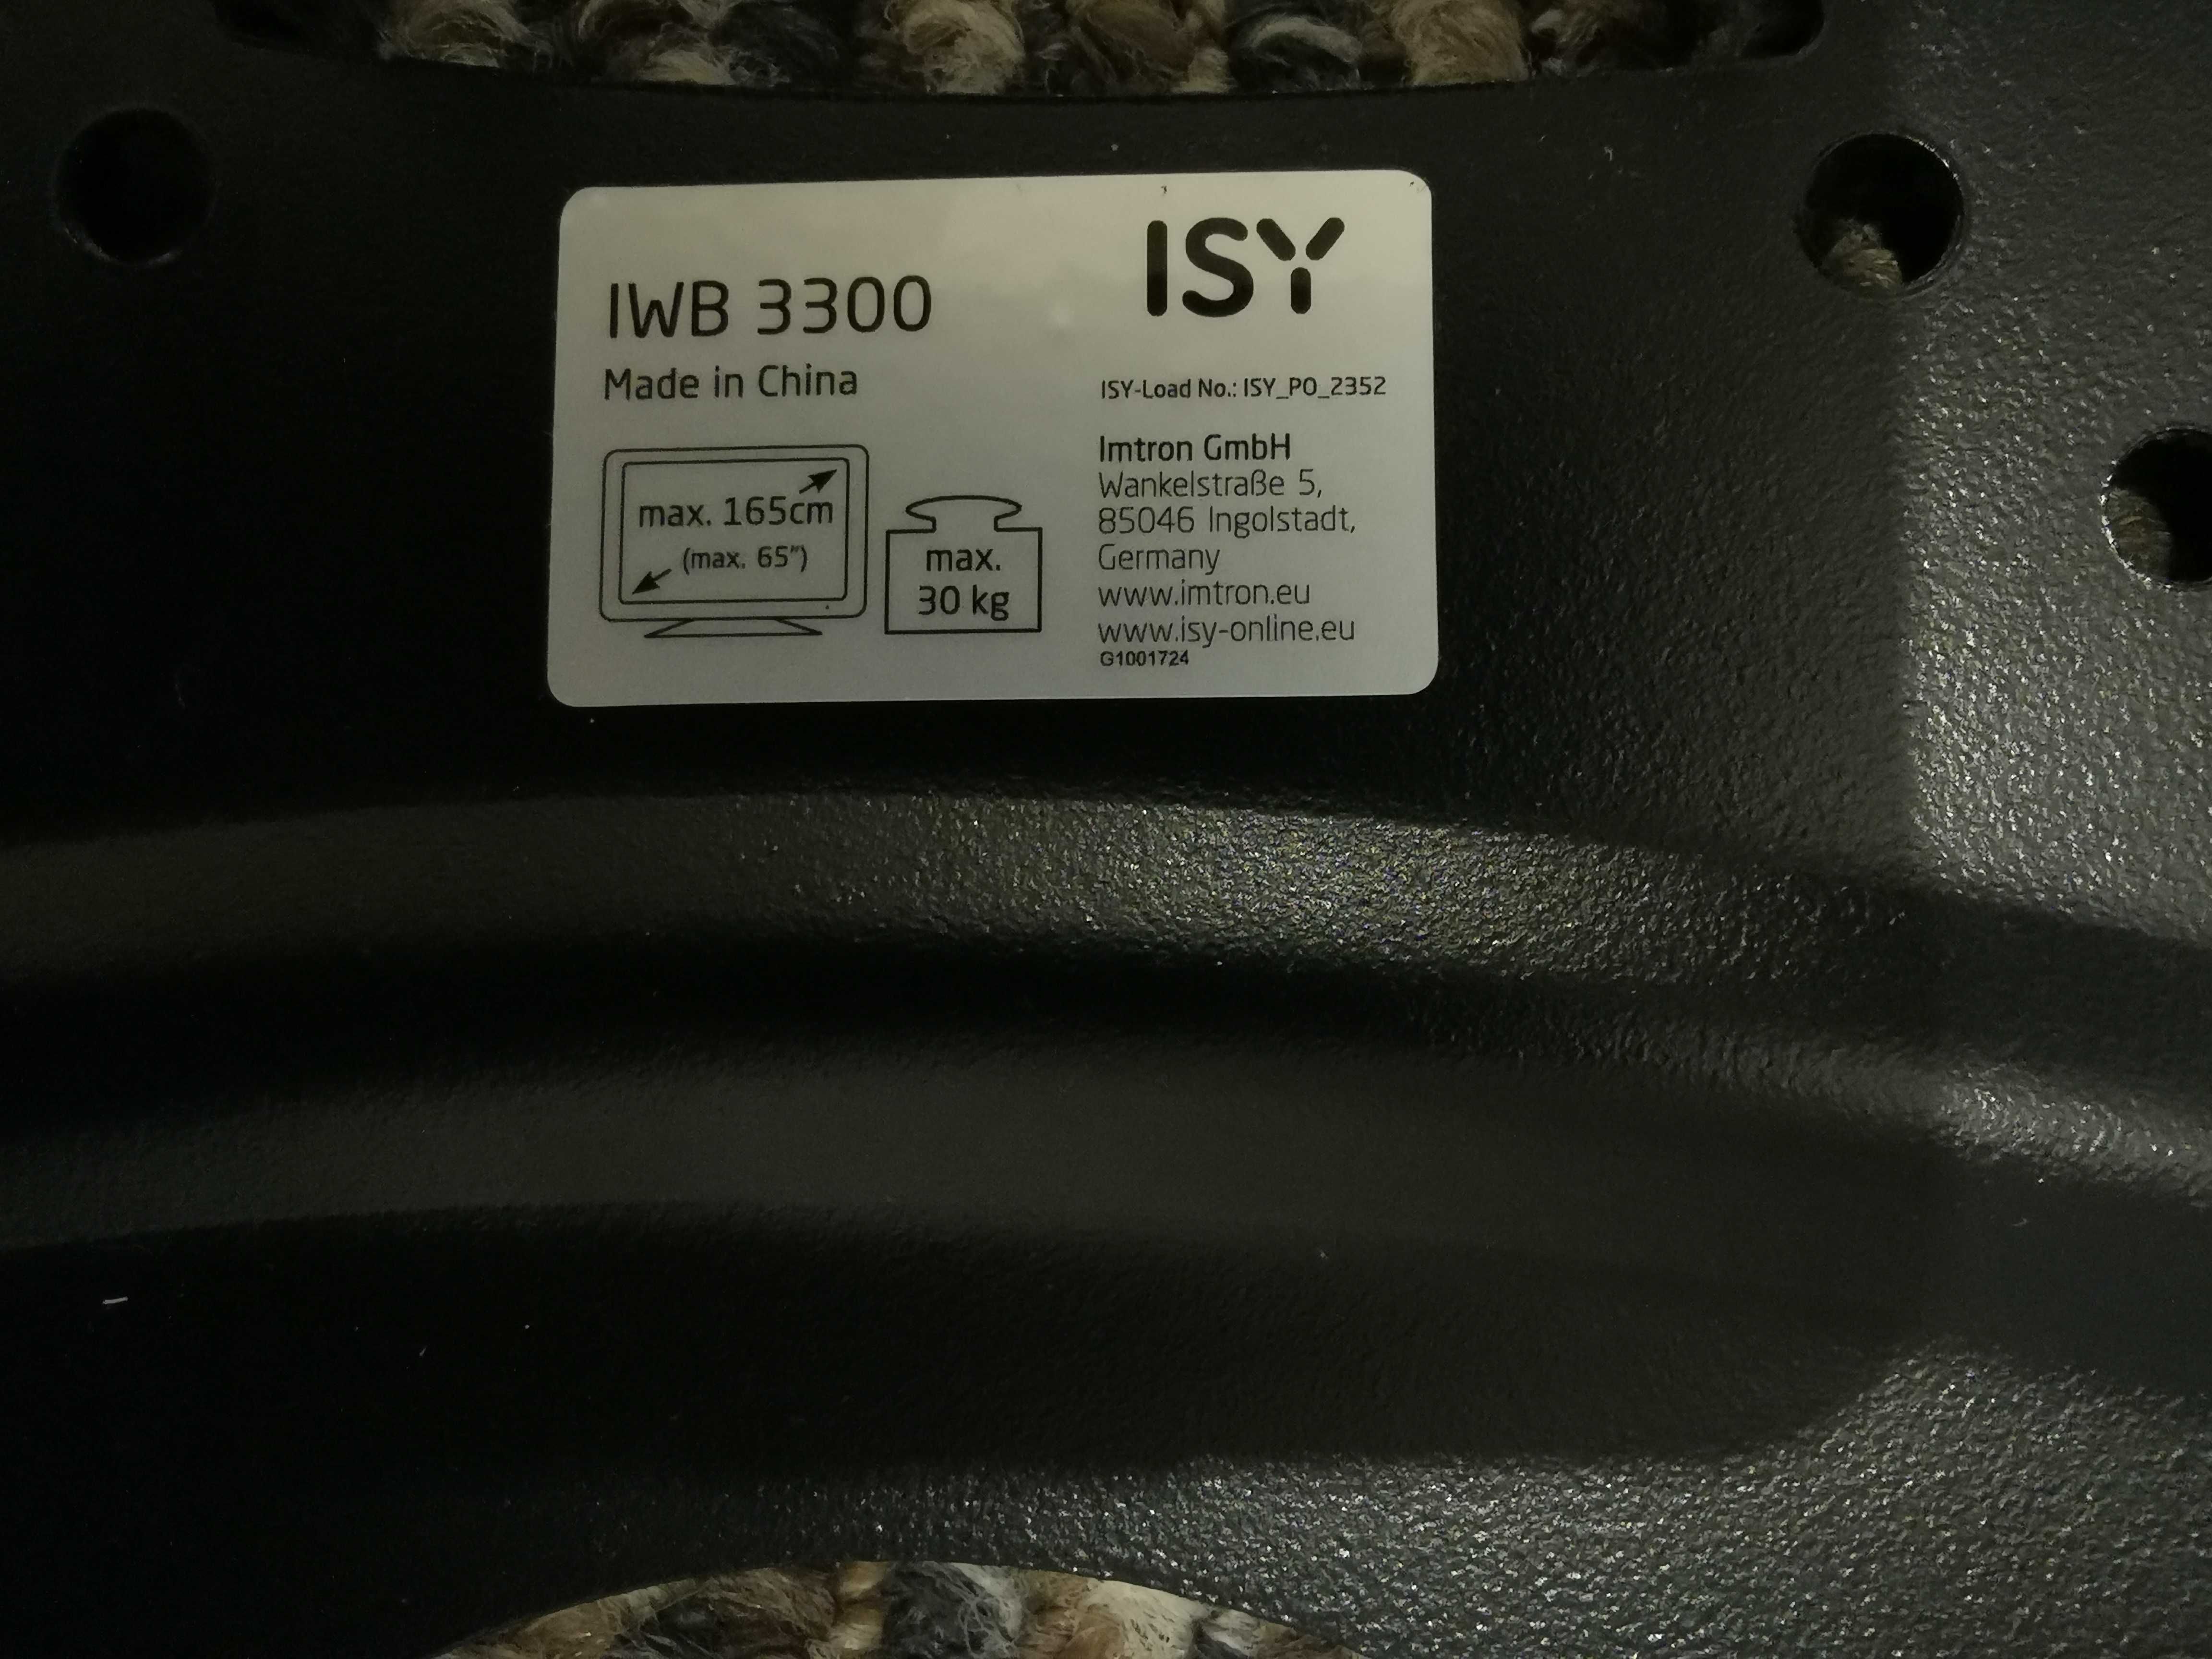 ISY
IWB 3300
Made in China
max. 165cm
(max. 65")
max.
30 kg
ISY-Load No.: ISY_PO_2352
Imtron GmbH
Wankelstraße 5,
85046 Ingolstadt,
Germany
www.imtron.eu
www.isy-online.eu
G1001724